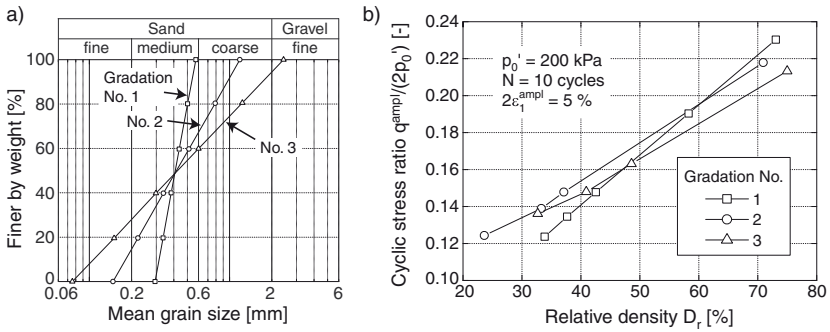 a)
Sand
Gravel
fine
medium
coarse
fine
100
80
60
40
20
0
Finer by weight [%]
Gradation
No. 1
No. 2
No. 3
0.06
0.2
0.6
2
6
Mean grain size [mm]
b)
0.24
0.22
0.20
0.18
0.16
0.14
0.12
0.10
Cyclic stress ratio q^ampl/(2p0') [-]
p0' = 200 kPa
N = 10 cycles
2ε1^ampl = 5 %
Gradation No.
1
2
3
20
30
40
50
60
70
80
Relative density Dr [%]